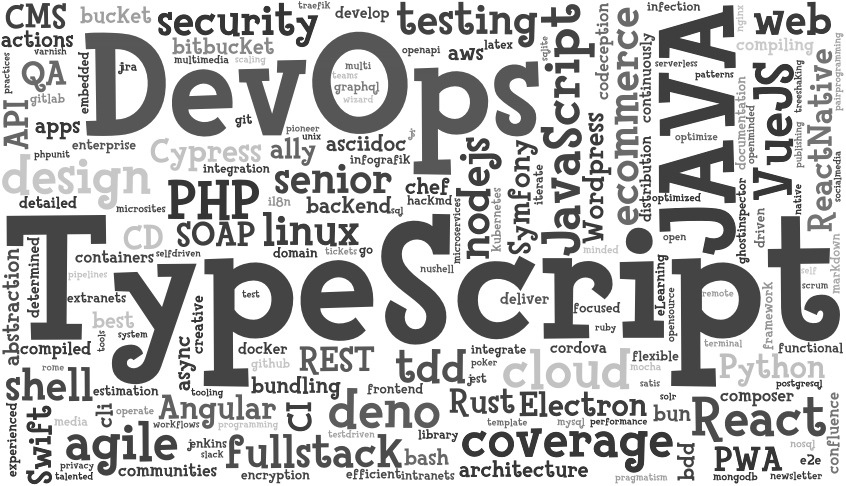 CMS
bucket
security
traefik
develop
testing
codeception
infection
nginx
web
actions
varnish
bitbucket
openapi
latex
sqlite
JavaScript
ecommerce
continuously
JAVA
compiling
practices
QA
embedded
jira
DevOps
multimedia
scaling
multi
teams
graphql
wizard
aws
serverless
patterns
VueJS
treeshaking
ReactNative
pairprogramming
API
gitlab
apps
git
pioneer
unix
optimize
documentation
openminded
publishing
enterprise
phpunit
Cypress
ally
asciidoc
infografik
integration
nodejs
Symfony
iterate
Wordpress
distribution
optimized
design
detailed
microsites
PHP
senior
chef
il8n
backend
sql
hackmd
microservices
kubernetes
ghostinspector
driven
native
socialmedia
CD
SOAP
linux
domain
tickets
go
minded
open
markdown
containers
selfdriven
nushell
abstraction
determined
TypeScript
pipelines
extranets
test
deliver
focused
eLearning
opensource
remote
self
scrum
framework
best
system
creative
ruby
terminal
functional
compiled
tools
async
docker
REST
integrate
cordova
flexible
rome
github
tdd
poker
jest
cloud
mocha
satis
Python
postgresql
shell
estimation
tooling
bundling
frontend
solr
composer
experienced
Swift
media
cli
operate
Angular
workflows
programming
CI
deno
Rust
Electron
template
mysql
performance
bun
React
confluence
agile
jenkins
slack
testdriven
library
fullstack
bash
coverage
bdd
nosql
PWA
e2e
privacy
talented
communities
encryption
efficient
intranets
architecture
pragmatism
mongodb
newsletter